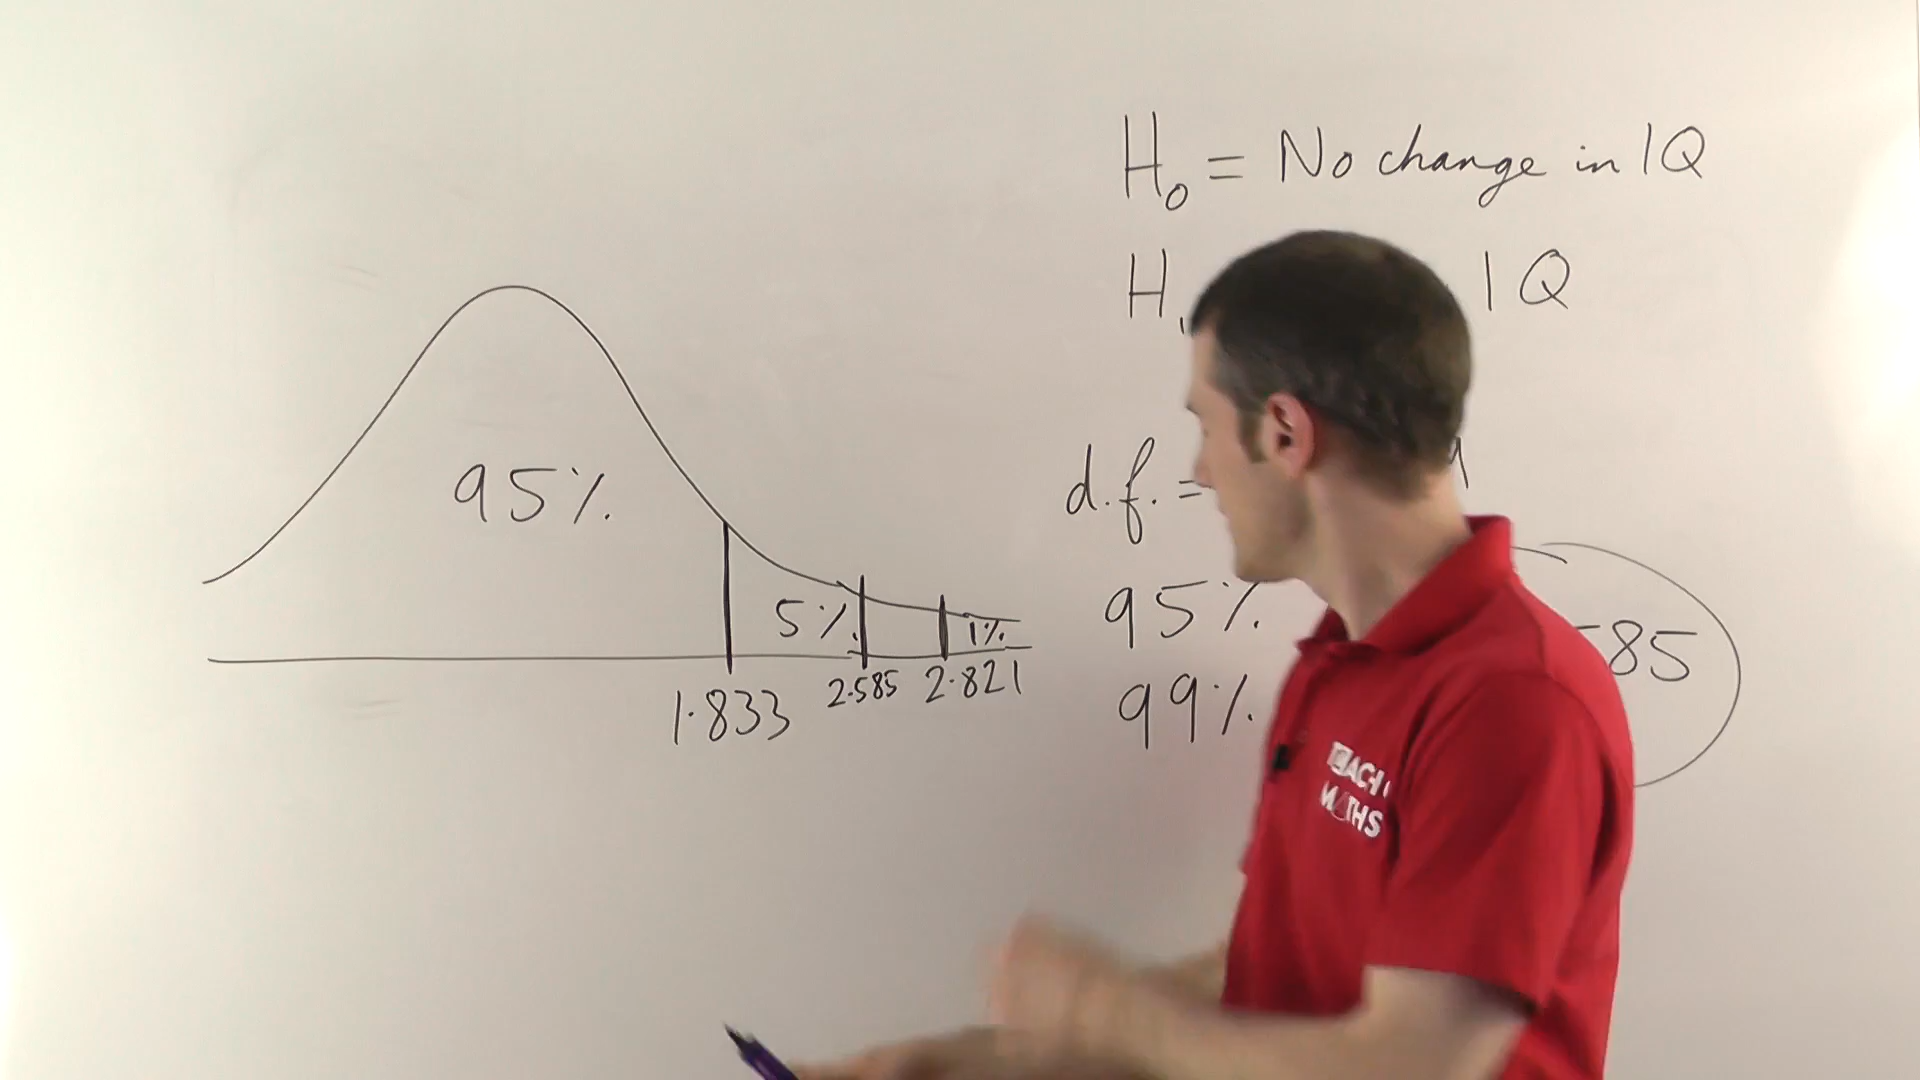 H₀ = No change in IQ
H₁ IQ
d.f. =
95%
99%
85
95%
5%
1%
1.833
2.585
2.821
TEACH
MATHS